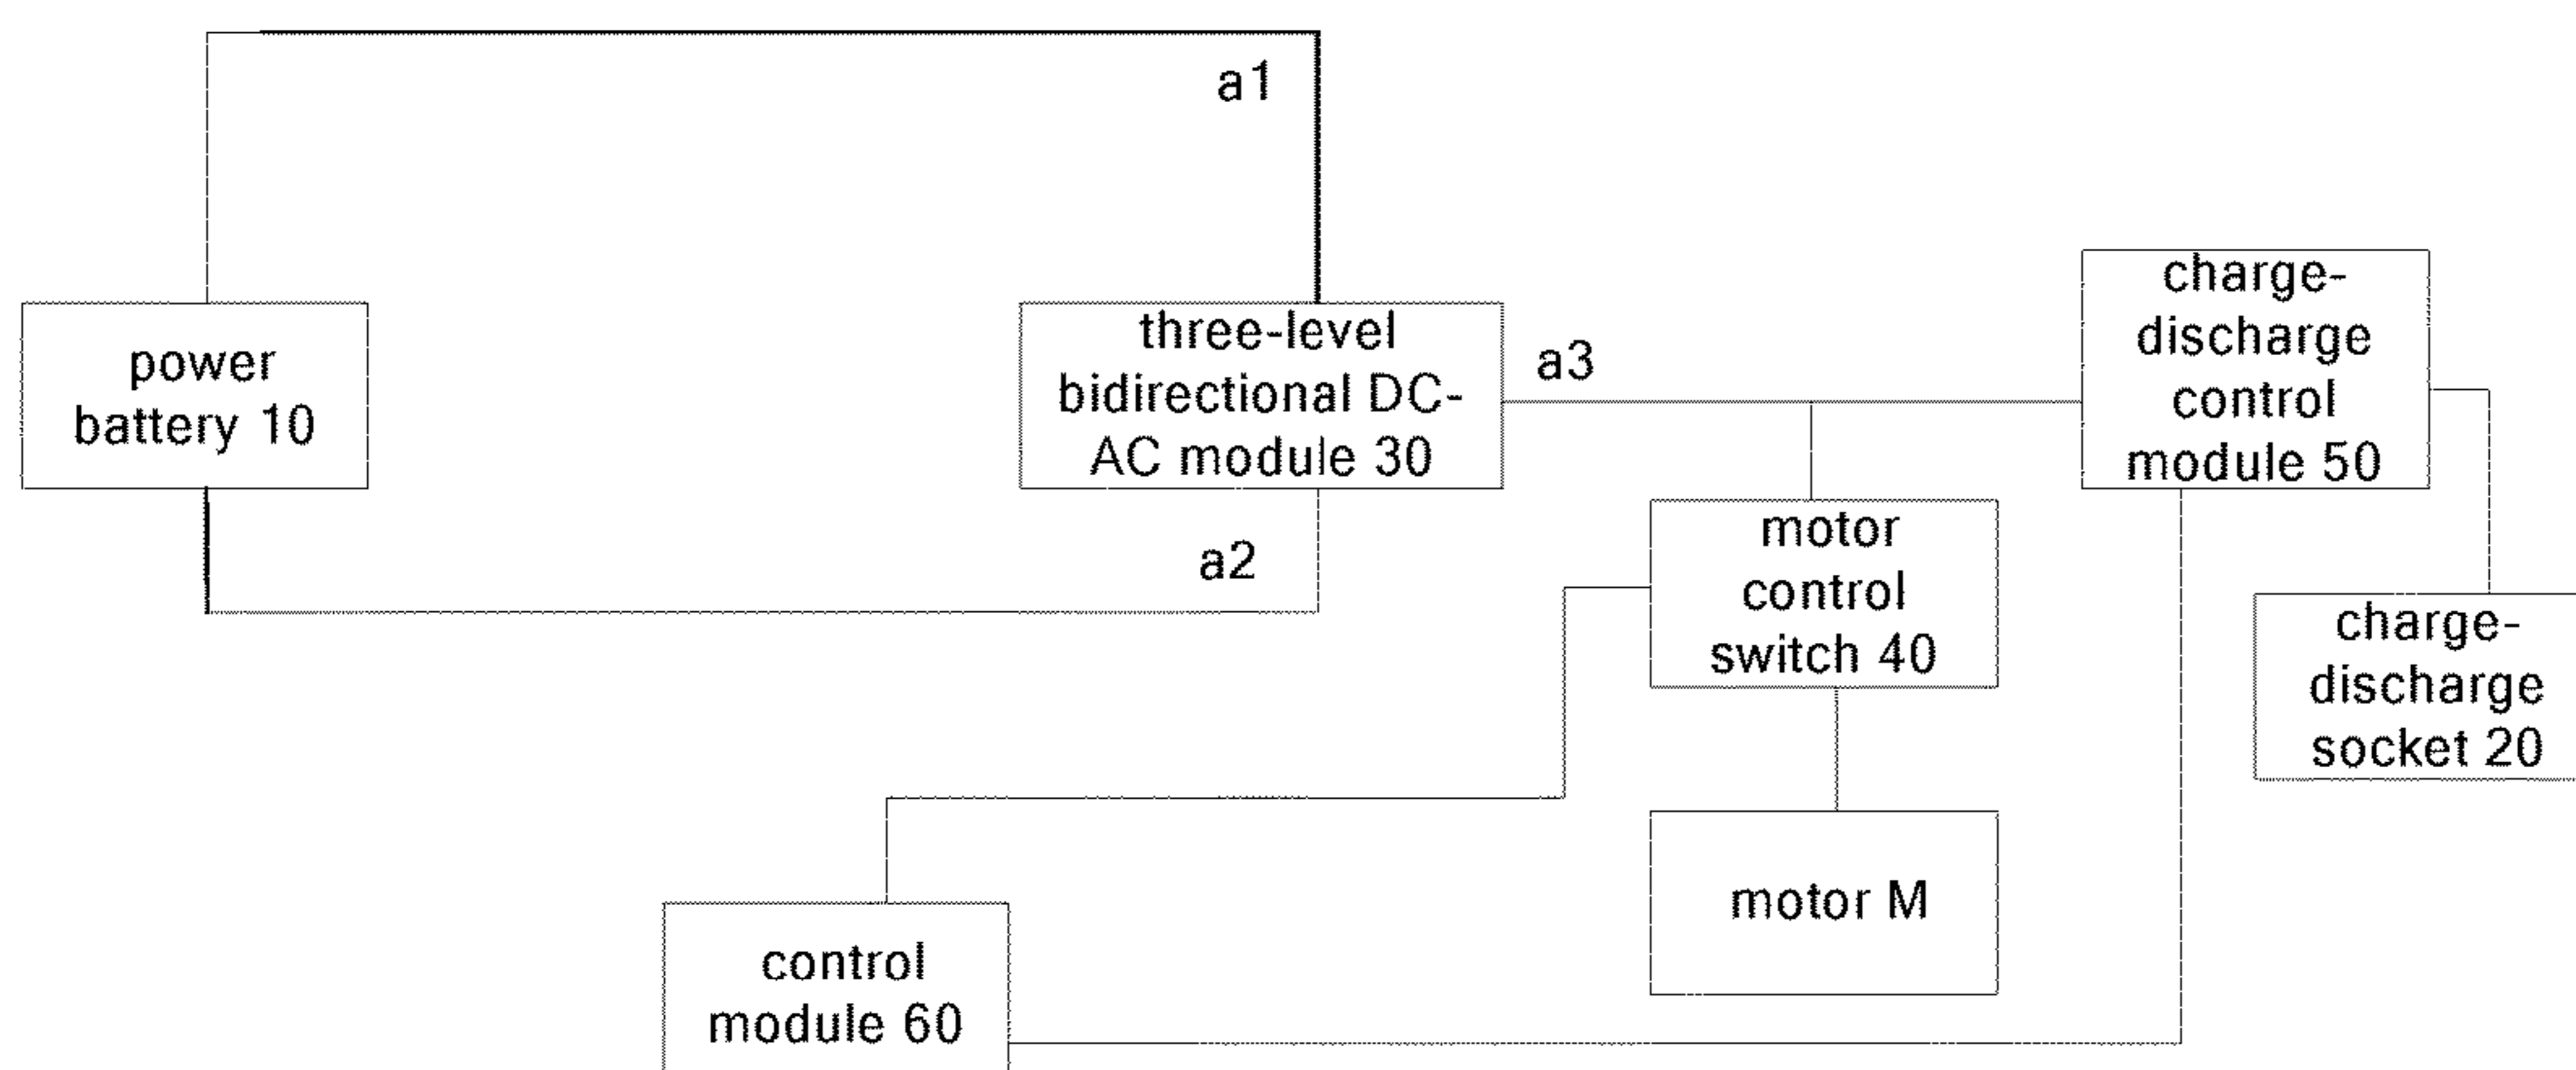 a1
power
battery 10
three-level
bidirectional DC-
AC module 30
a3
charge-
discharge
control
module 50
a2
motor
control
switch 40
charge-
discharge
socket 20
motor M
control
module 60